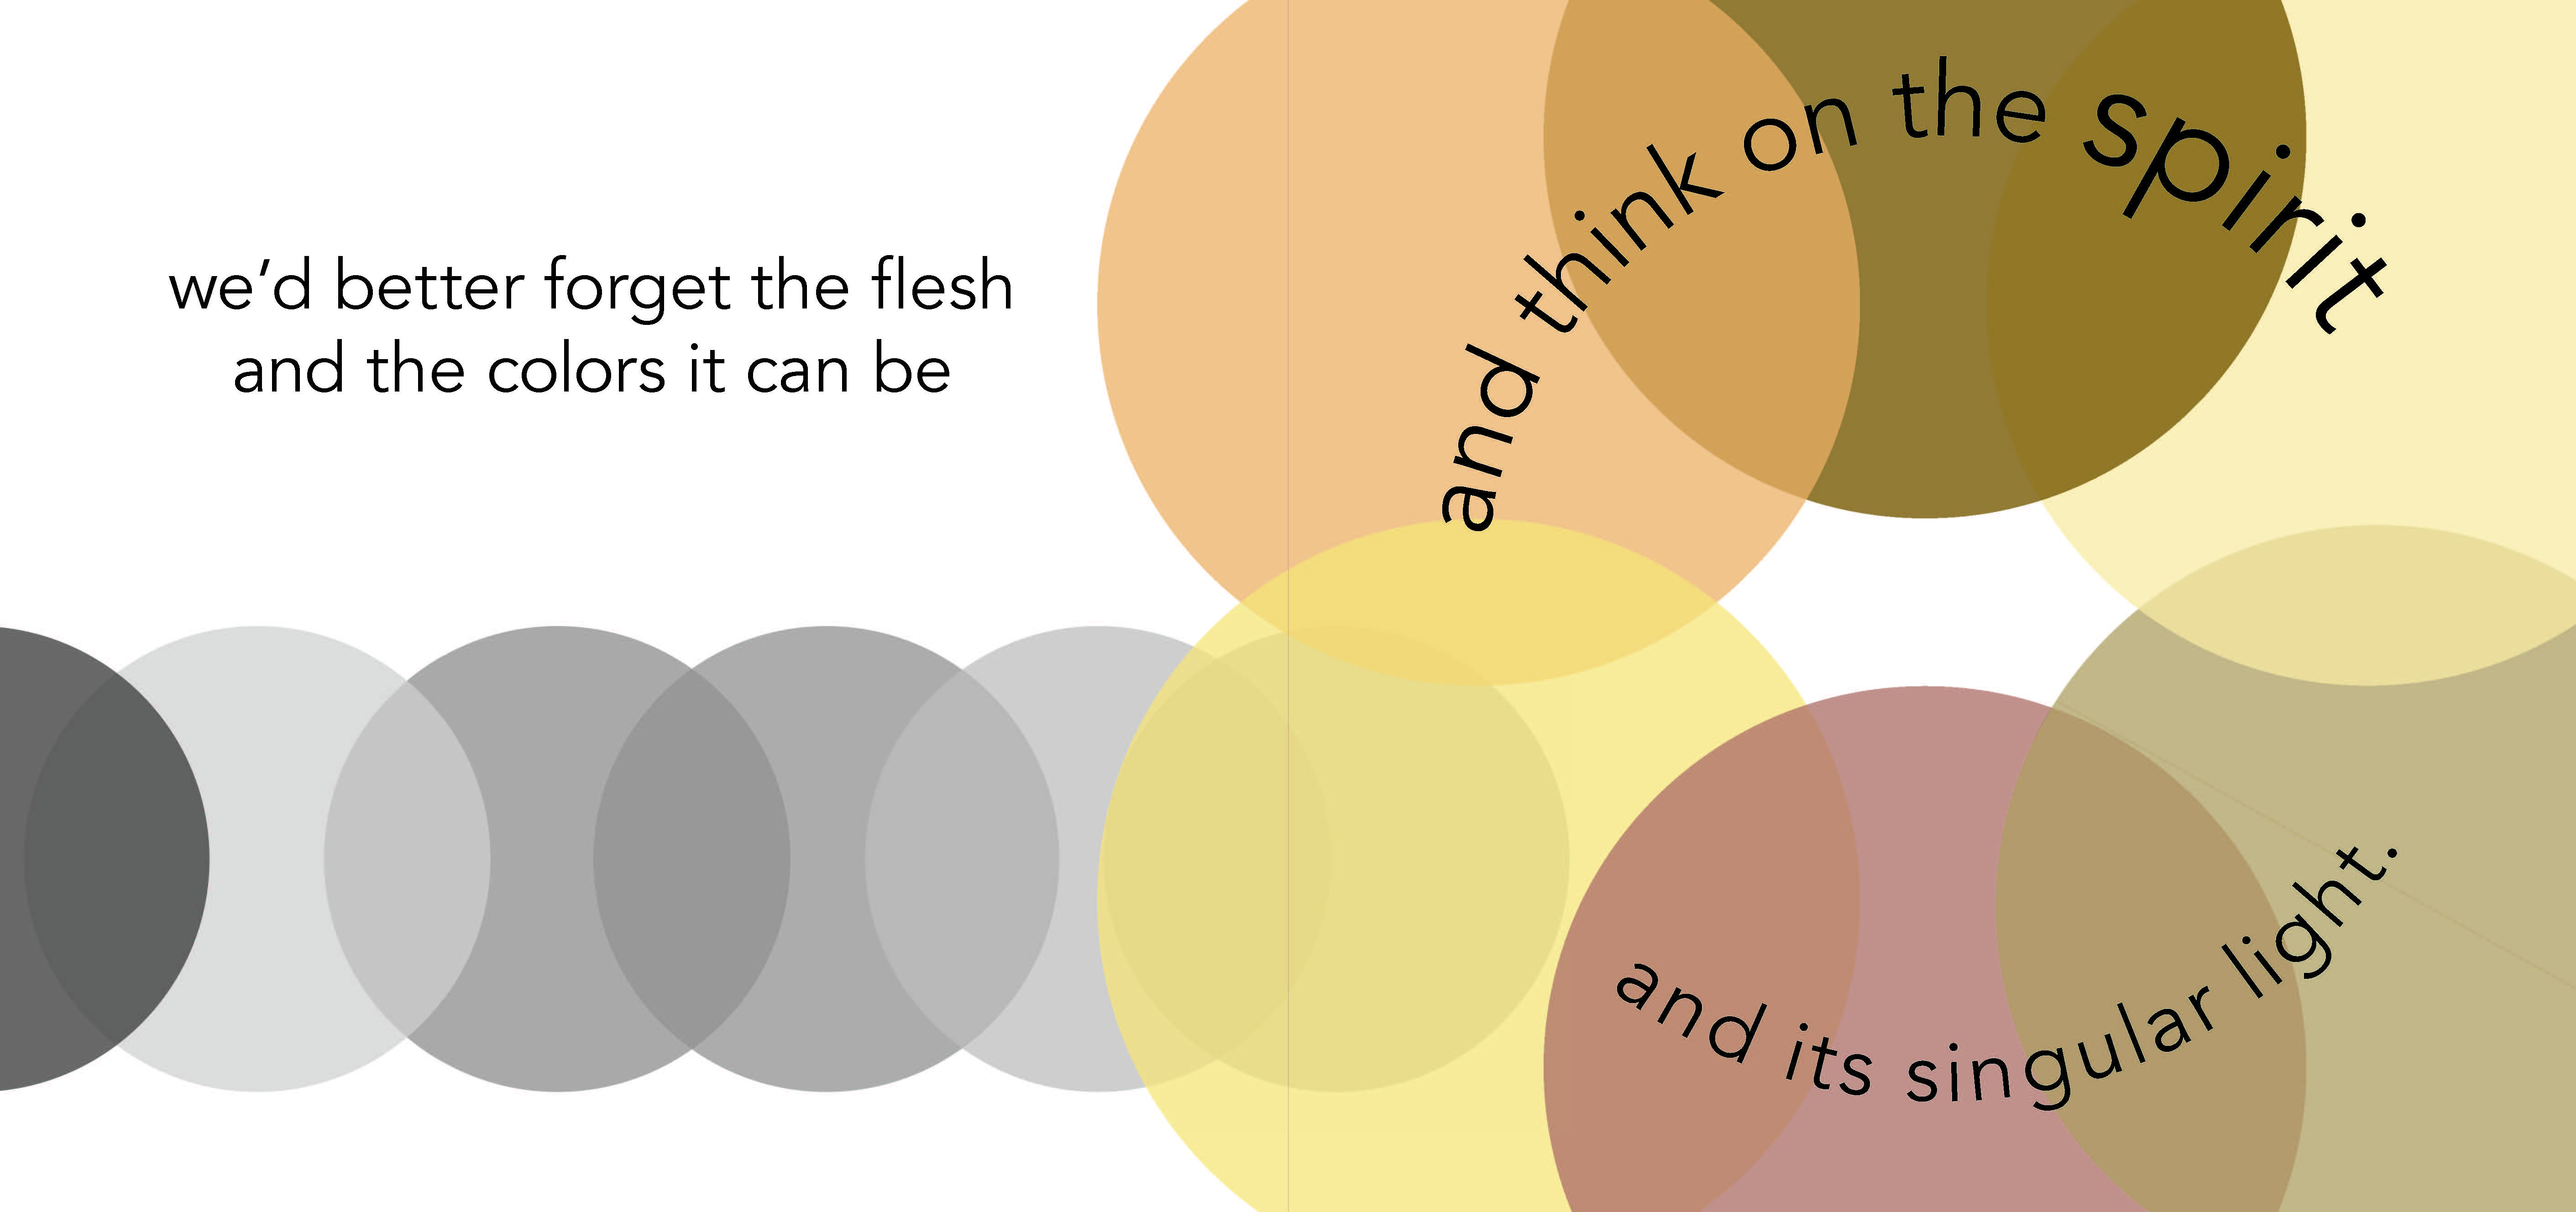 we’d better forget the flesh
and the colors it can be
and think on the spirit
and its singular light.